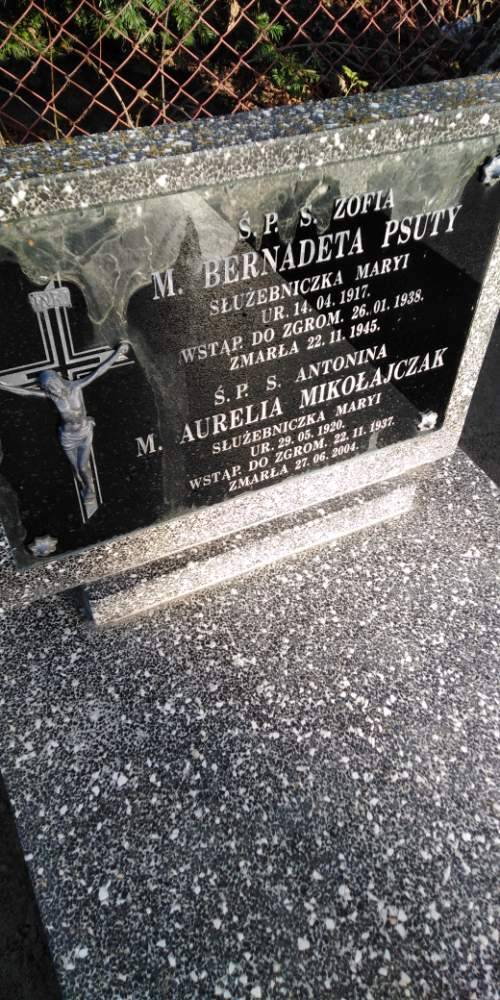 Ś. P. S. ZOFIA
M. BERNADETA PSUTY
SŁUŻEBNICZKA MARYI
UR. 14. 04. 1917.
WSTĄP. DO ZGROM. 26. 01. 1938.
ZMARŁA 22. 11. 1945.
Ś. P. S. ANTONINA
M. AURELIA MIKOŁAJCZAK
SŁUŻEBNICZKA MARYI
UR. 29. 05. 1920.
WSTĄP. DO ZGROM. 22. 11. 1937.
ZMARŁA 27. 06. 2004.